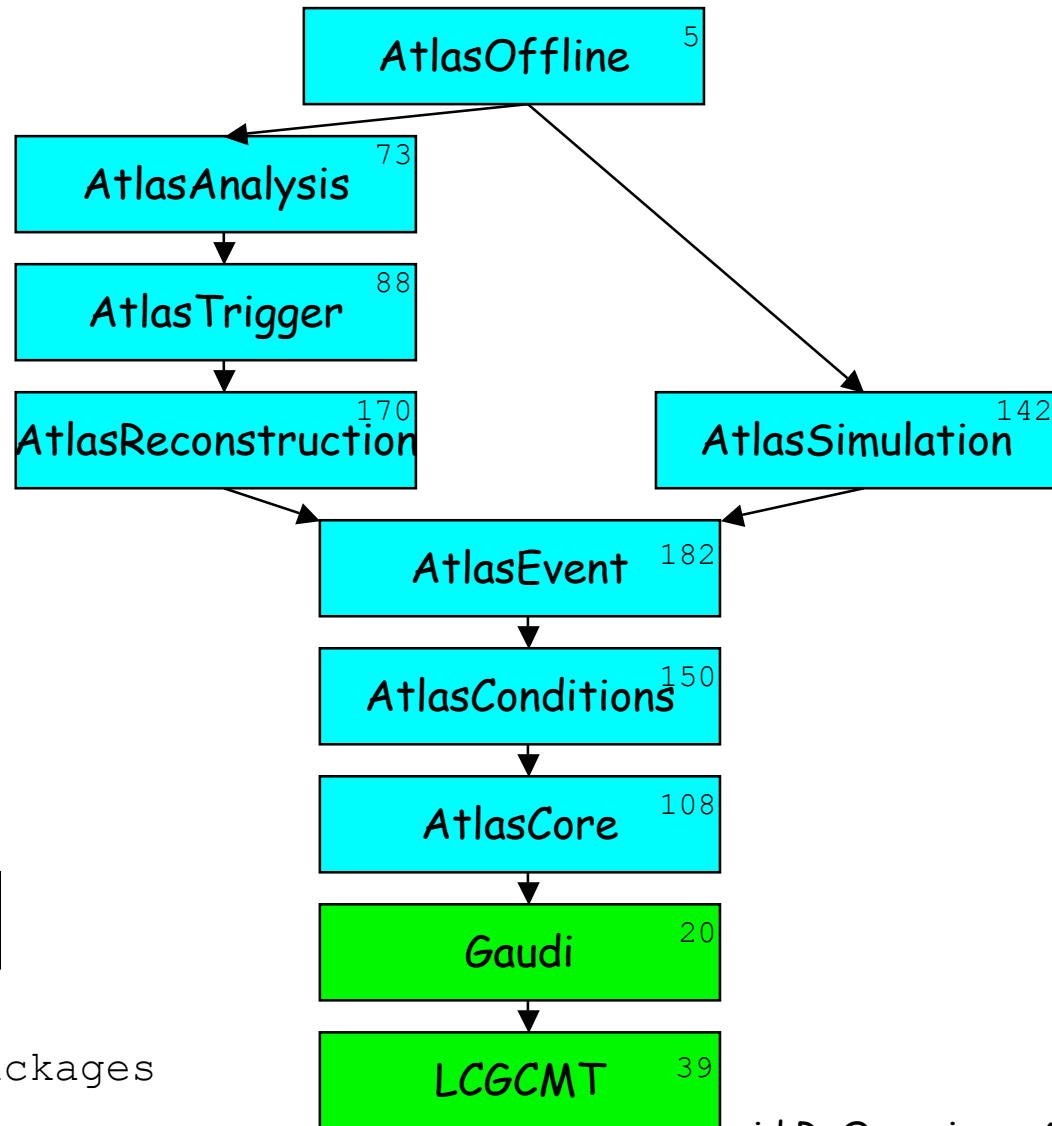 AtlasOffline 5
AtlasAnalysis 73
AtlasTrigger 88
AtlasReconstruction 170
AtlasSimulation 142
AtlasEvent 182
AtlasConditions 150
AtlasCore 108
Gaudi 20
LCGCMT 39
ckages